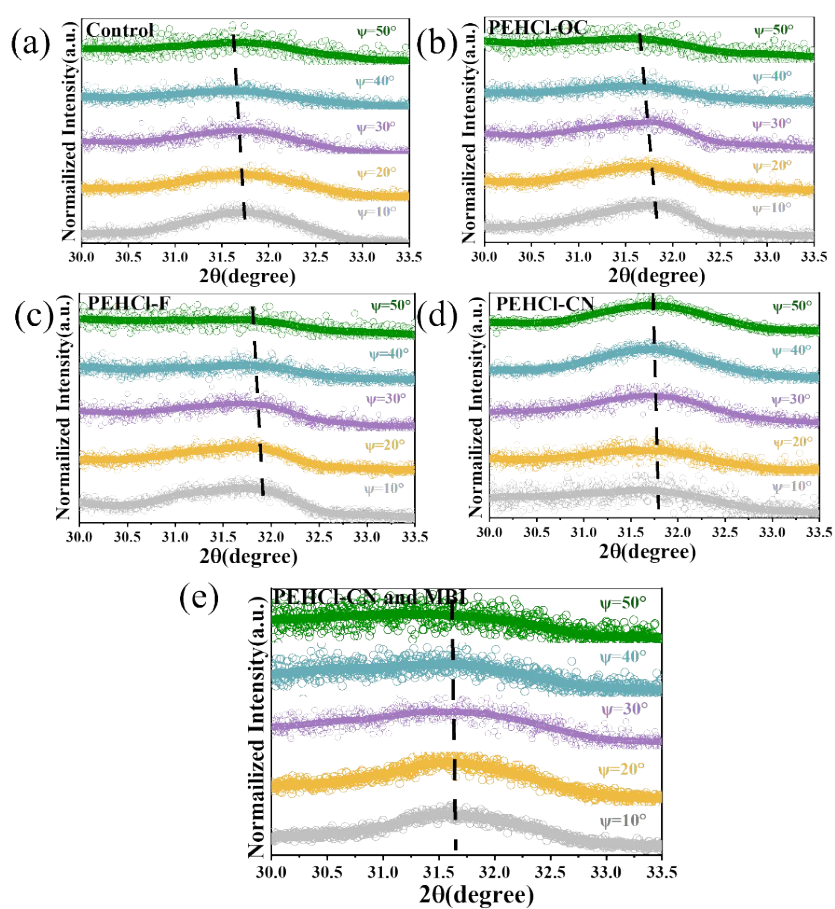 (a)
Control
ψ=50°
ψ=40°
ψ=30°
ψ=20°
ψ=10°
Normailized Intensity(a.u.)
30.0 30.5 31.0 31.5 32.0 32.5 33.0 33.5
2θ(degree)
(b)
PEHCl-OC
ψ=50°
ψ=40°
ψ=30°
ψ=20°
ψ=10°
Normailized Intensity(a.u.)
30.0 30.5 31.0 31.5 32.0 32.5 33.0 33.5
2θ(degree)
(c)
PEHCl-F
ψ=50°
ψ=40°
ψ=30°
ψ=20°
ψ=10°
Normailized Intensity(a.u.)
30.0 30.5 31.0 31.5 32.0 32.5 33.0 33.5
2θ(degree)
(d)
PEHCl-CN
ψ=50°
ψ=40°
ψ=30°
ψ=20°
ψ=10°
Normailized Intensity(a.u.)
30.0 30.5 31.0 31.5 32.0 32.5 33.0 33.5
2θ(degree)
(e)
PEHCl-CN and MBI
ψ=50°
ψ=40°
ψ=30°
ψ=20°
ψ=10°
Normailized Intensity(a.u.)
30.0 30.5 31.0 31.5 32.0 32.5 33.0 33.5
2θ(degree)